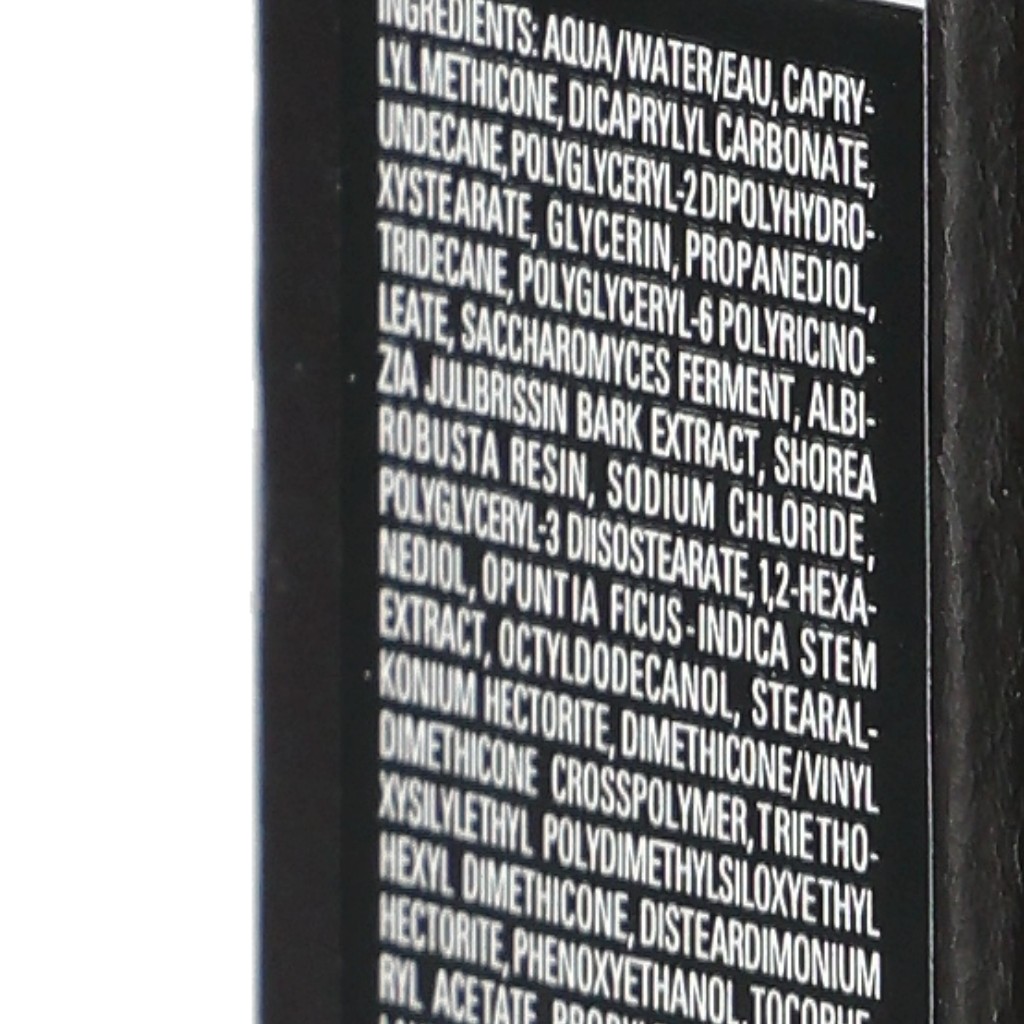 INGREDIENTS: AQUA/WATER/EAU, CAPRY-
LYL METHICONE, DICAPRYLYL CARBONATE,
UNDECANE, POLYGLYCERYL-2 DIPOLYHYDRO-
XYSTEARATE, GLYCERIN, PROPANEDIOL,
TRIDECANE, POLYGLYCERYL-6 POLYRICINO-
LEATE, SACCHAROMYCES FERMENT, ALBI-
ZIA JULIBRISSIN BARK EXTRACT, SHOREA
ROBUSTA RESIN, SODIUM CHLORIDE,
POLYGLYCERYL-3 DIISOSTEARATE, 1,2-HEXA-
NEDIOL, OPUNTIA FICUS-INDICA STEM
EXTRACT, OCTYLDODECANOL, STEARAL-
KONIUM HECTORITE, DIMETHICONE/VINYL
DIMETHICONE CROSSPOLYMER, TRIETHO-
XYSILYLETHYL POLYDIMETHYLSILOXYETHYL
HEXYL DIMETHICONE, DISTEARDIMONIUM
HECTORITE, PHENOXYETHANOL, TOCOPHE-
RYL ACETATE,